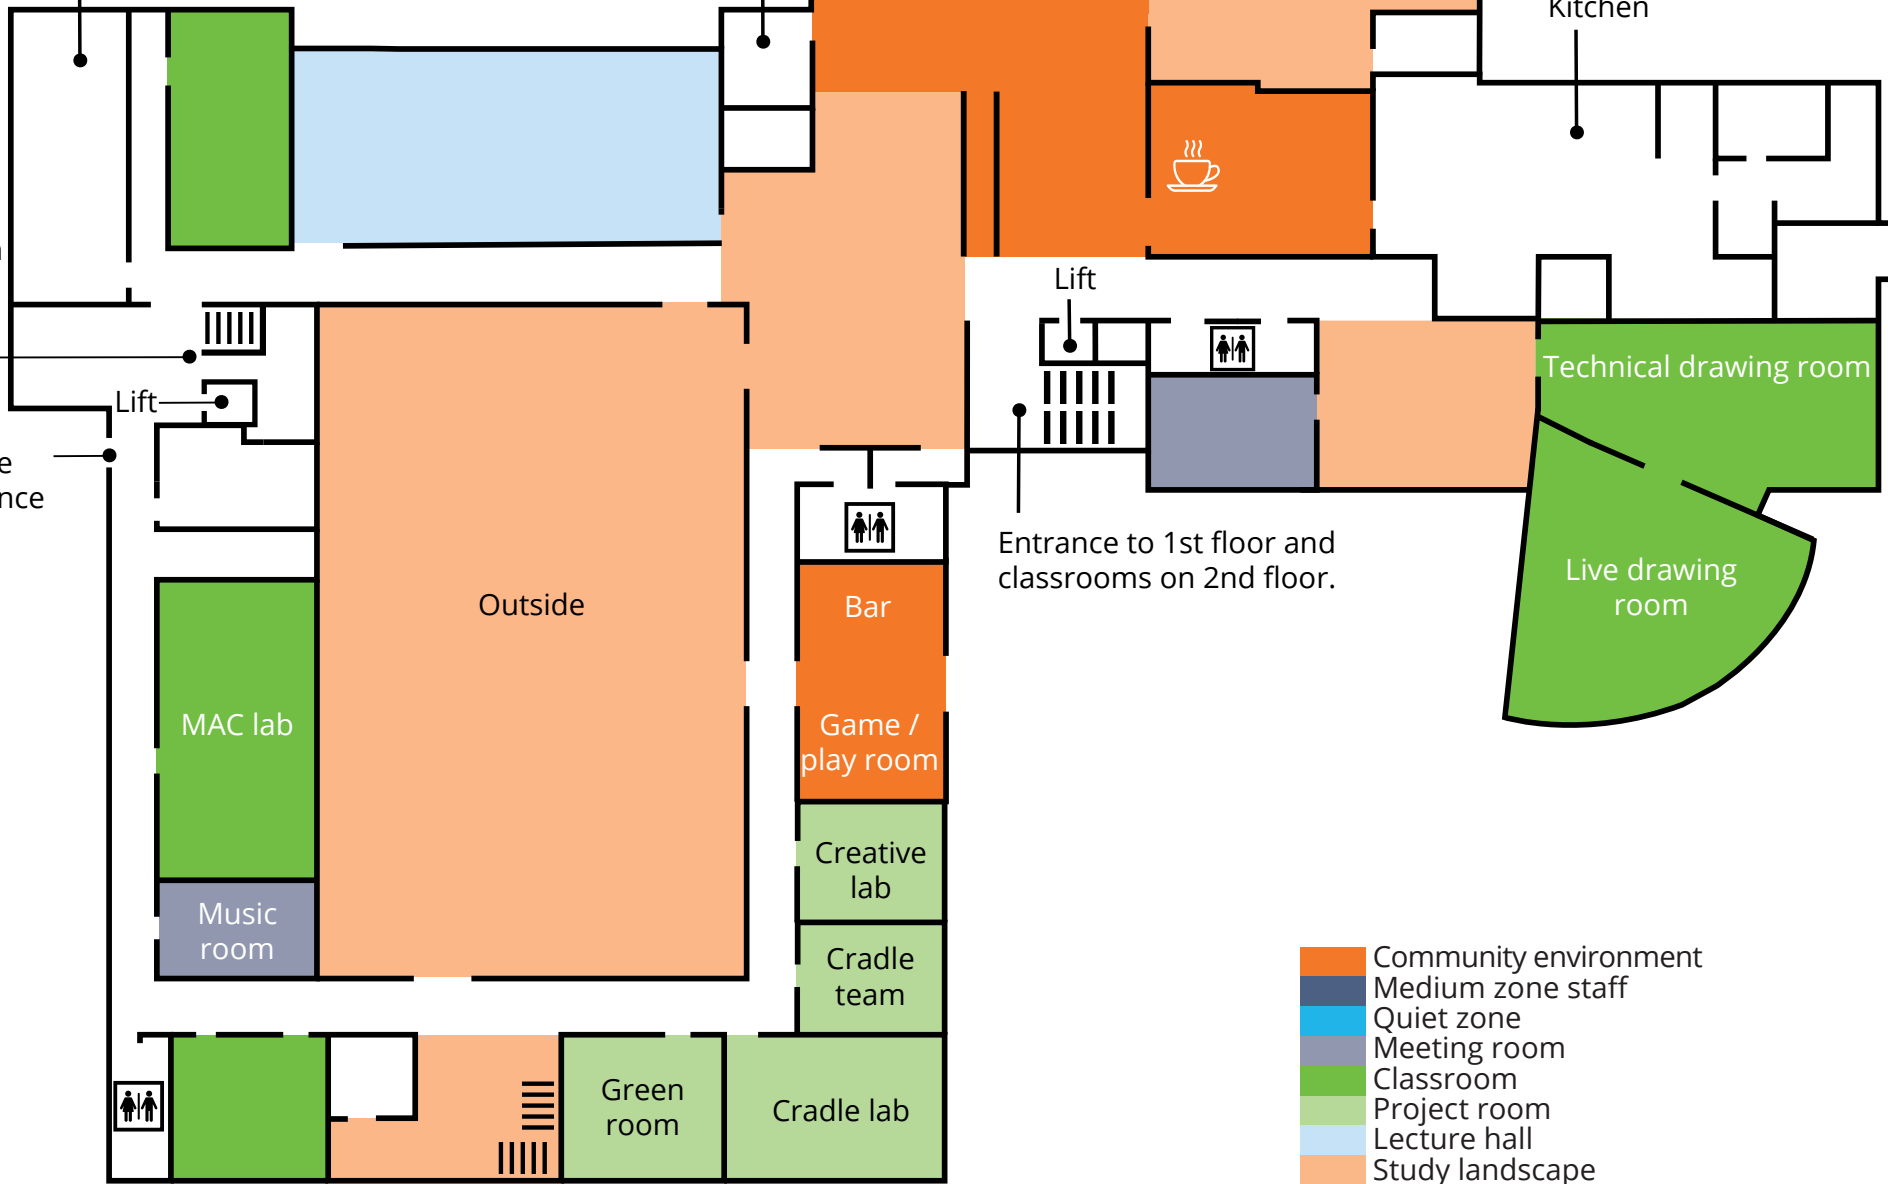 Kitchen
Lift
Technical drawing room
Lift
e
nce
Entrance to 1st floor and
classrooms on 2nd floor.
Live drawing
room
Outside
Bar
MAC lab
Game /
play room
Creative
lab
Music
room
Cradle
team
Green
room
Cradle lab
Community environment
Medium zone staff
Quiet zone
Meeting room
Classroom
Project room
Lecture hall
Study landscape